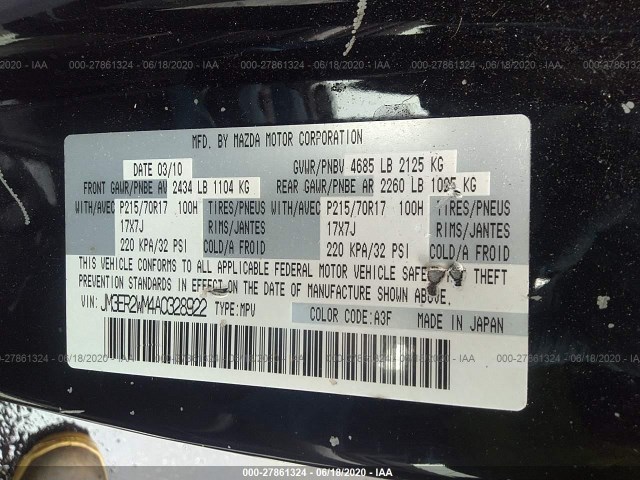 000-27861324 - 06/18/2020 - IAA
MFD. BY MAZDA MOTOR CORPORATION
DATE 03/10 GVWR/PNBV 4685 LB 2125 KG
FRONT GAWR/PNBE AV 2434 LB 1104 KG REAR GAWR/PNBE AR 2260 LB 1025 KG
WITH/AVEC P215/70R17 100H TIRES/PNEUS WITH/AVEC P215/70R17 100H TIRES/PNEUS
17X7J RIMS/JANTES 17X7J RIMS/JANTES
220 KPA/32 PSI COLD/A FROID 220 KPA/32 PSI COLD/A FROID
THIS VEHICLE CONFORMS TO ALL APPLICABLE FEDERAL MOTOR VEHICLE THEFT
PREVENTION STANDARDS IN EFFECT ON THE DATE OF MANUFACTURE SHOWN ABOVE.
VIN: JM3ER2WM4A0328922 TYPE: MPV COLOR CODE: A3F MADE IN JAPAN
000-27861324 - 06/18/2020 - IAA